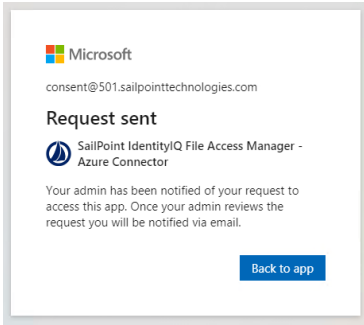 Microsoft
consent@501.sailpointtechnologies.com
Request sent
SailPoint IdentityIQ File Access Manager -
Azure Connector
Your admin has been notified of your request to
access this app. Once your admin reviews the
request you will be notified via email.
Back to app